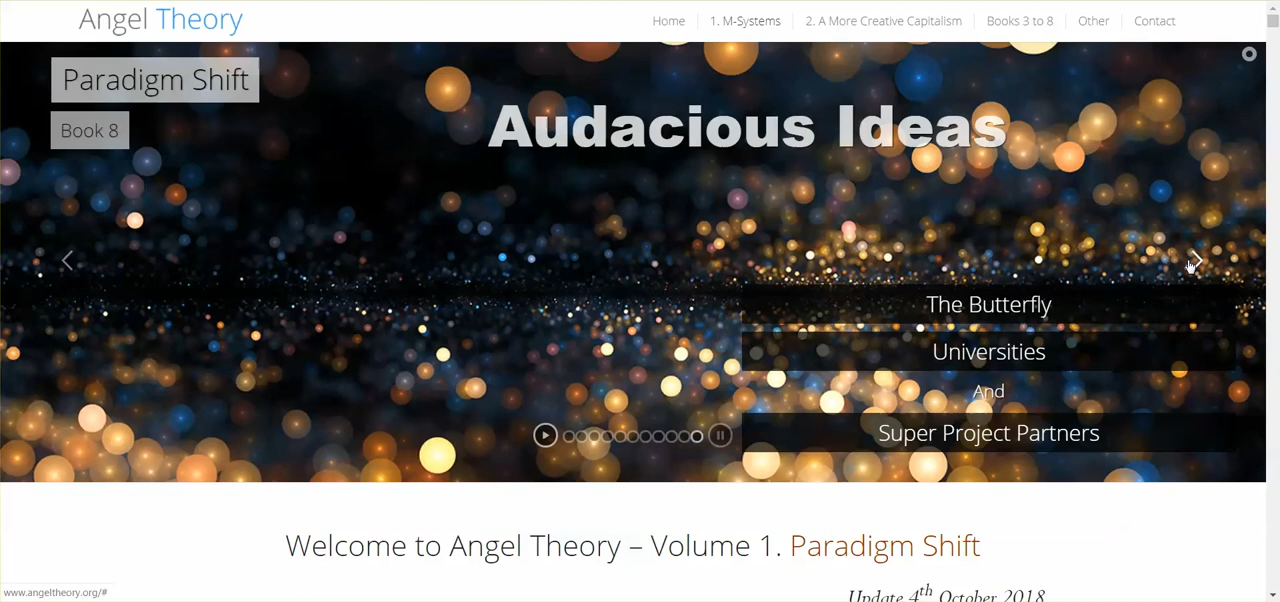 Angel Theory
Home
1. M-Systems
2. A More Creative Capitalism
Books 3 to 8
Other
Contact
Paradigm Shift
Book 8
Audacious Ideas
The Butterfly
Universities
And
Super Project Partners
Welcome to Angel Theory – Volume 1. Paradigm Shift
Update 4th October 2018
www.angeltheory.org/#